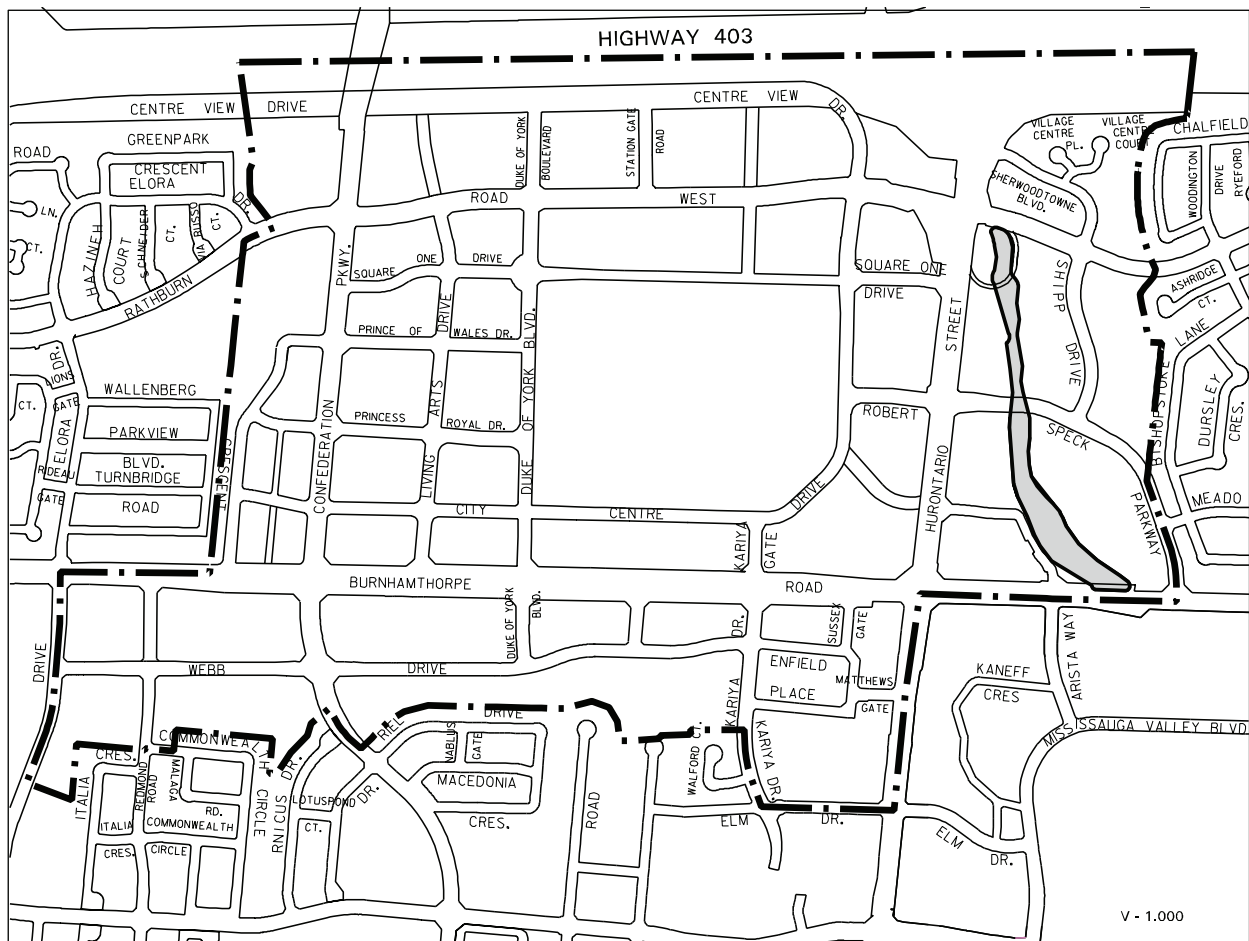 HIGHWAY 403
CENTRE VIEW DRIVE
CENTRE VIEW
DR.
GREENPARK
ROAD
CRESCENT
ELORA
DR.
LN.
CT.
HAZINEH
COURT
SCHNEIDER
CT.
VIA RUSSO
CT.
RATHBURN
ROAD
WEST
DUKE OF YORK
BOULEVARD
STATION GATE
ROAD
VILLAGE
CENTRE
PL.
VILLAGE
CENTRE
COURT
CHALFIELD
WOODINGTON
DRIVE
RYEFORD
SHERWOODTOWNE
BLVD.
PKWY.
SQUARE ONE DRIVE
SQUARE ONE
DRIVE
SHIPP
DRIVE
ASHRIDGE
CT.
LANE
BISHOPSTOKE
DURSLEY
CRES.
PRINCE OF WALES DR.
DRIVE
ARTS
LIVING
DUKE OF YORK BLVD.
STREET
HURONTARIO
DR.
LIONS
GATE
CT.
ELORA
WALLENBERG
PARKVIEW
BLVD.
TURNBRIDGE
ROAD
RIDEAU
GATE
CRESCENT
CONFEDERATION
PRINCESS ROYAL DR.
ROBERT
SPECK
PARKWAY
MEADO
CITY CENTRE
DRIVE
KARIYA
GATE
BURNHAMTHORPE ROAD
DUKE OF YORK
BLVD.
DR.
SUSSEX
GATE
DRIVE
WEBB DRIVE
ENFIELD
PLACE
MATTHEWS
GATE
KANEFF
CRES
ARISTA WAY
MISSISSAUGA VALLEY BLVD
KARIYA
KARIYA DR.
WALFORD CT.
RIEL DRIVE
NABLUS
GATE
MACEDONIA
CRES.
COMMONWEALTH
CIRCLE
CRES.
ITALIA
REDMOND
ROAD
MALAGA
RD.
ITALIA
CRES.
COMMONWEALTH
CIRCLE
DR.
LOTUSPOND
CT.
DR.
ROAD
ELM DR.
ELM
DR.
V - 1.000